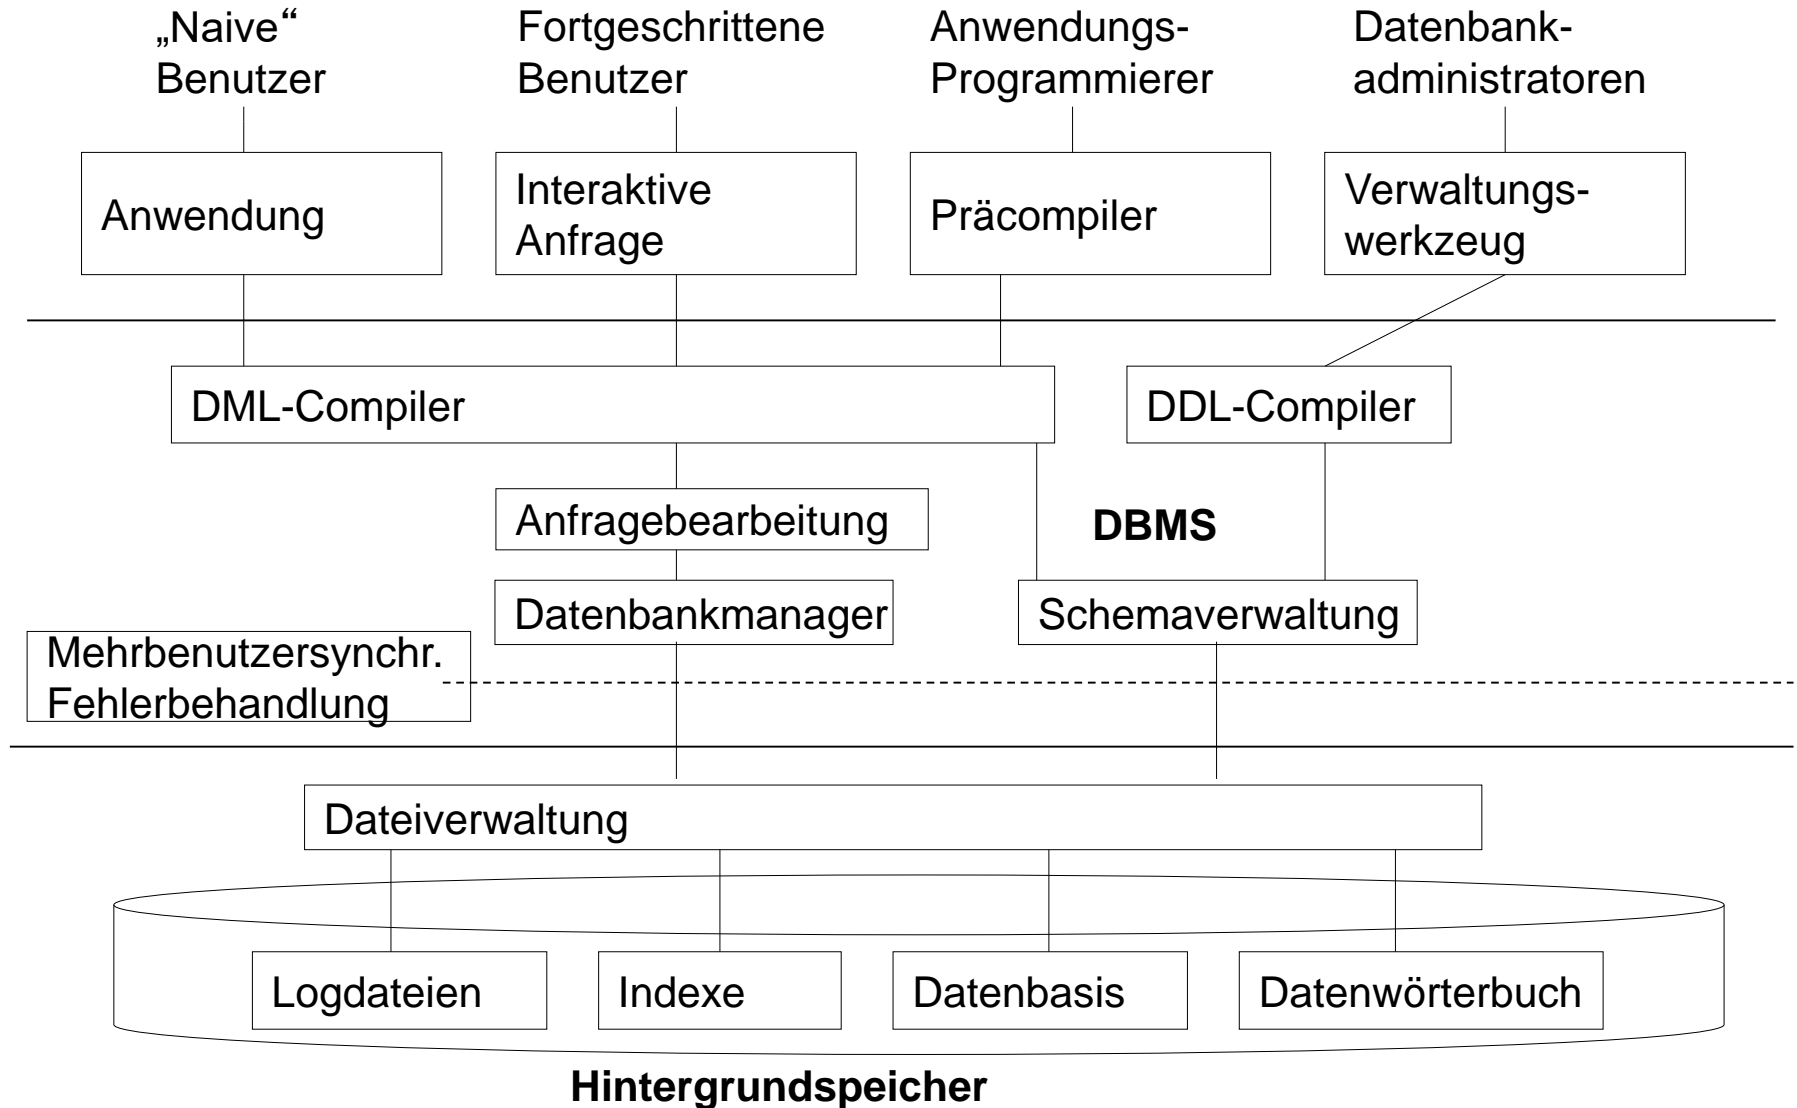 „Naive“
Benutzer
Fortgeschrittene
Benutzer
Anwendungs-
Programmierer
Datenbank-
administratoren
Anwendung
Interaktive
Anfrage
Präcompiler
Verwaltungs-
werkzeug
DML-Compiler
DDL-Compiler
Anfragebearbeitung
DBMS
Datenbankmanager
Schemaverwaltung
Mehrbenutzersynchr.
Fehlerbehandlung
Dateiverwaltung
Logdateien
Indexe
Datenbasis
Datenwörterbuch
Hintergrundspeicher